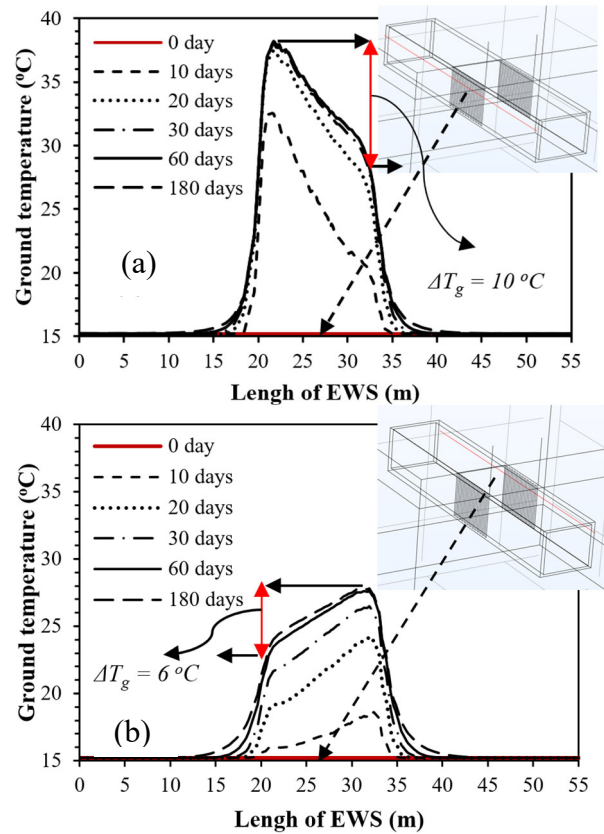 40
35
30
25
20
15
Ground temperature (ºC)
0 day
10 days
20 days
30 days
60 days
180 days
(a)
ΔTg = 10 ºC
0 5 10 15 20 25 30 35 40 45 50 55
Lengh of EWS (m)
40
35
30
25
20
15
Ground temperature (ºC)
0 day
10 days
20 days
30 days
60 days
180 days
ΔTg = 6 ºC
(b)
0 5 10 15 20 25 30 35 40 45 50 55
Lengh of EWS (m)